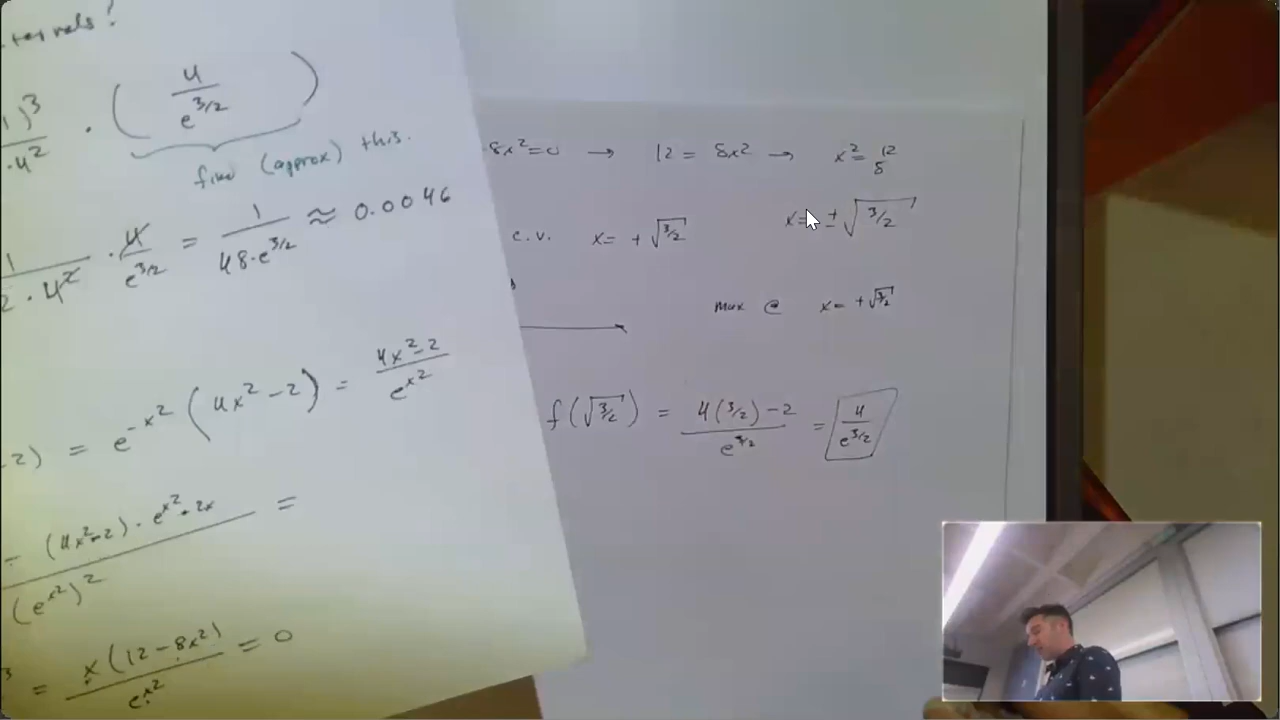 )³/·4² · ( 4/e^(3/2) )
find (approx) this.
1/2·4² · 4/e^(3/2) = 1/(48·e^(3/2)) ≈ 0.0046
2) = e^(-x²) (4x²-2) = (4x²-2)/e^(x²)
- (4x²-2)·e^(x²)·2x / (e^(x²))² =
3 = x(12-8x²)/e^(x²) = 0
8x²=0 → 12 = 8x² → x² = 12/8
x= ± √(3/2)
c.v. x= + √(3/2)
max @ x= +√(3/2)
f(√(3/2)) = (4(3/2)-2)/e^(3/2) = 4/e^(3/2)